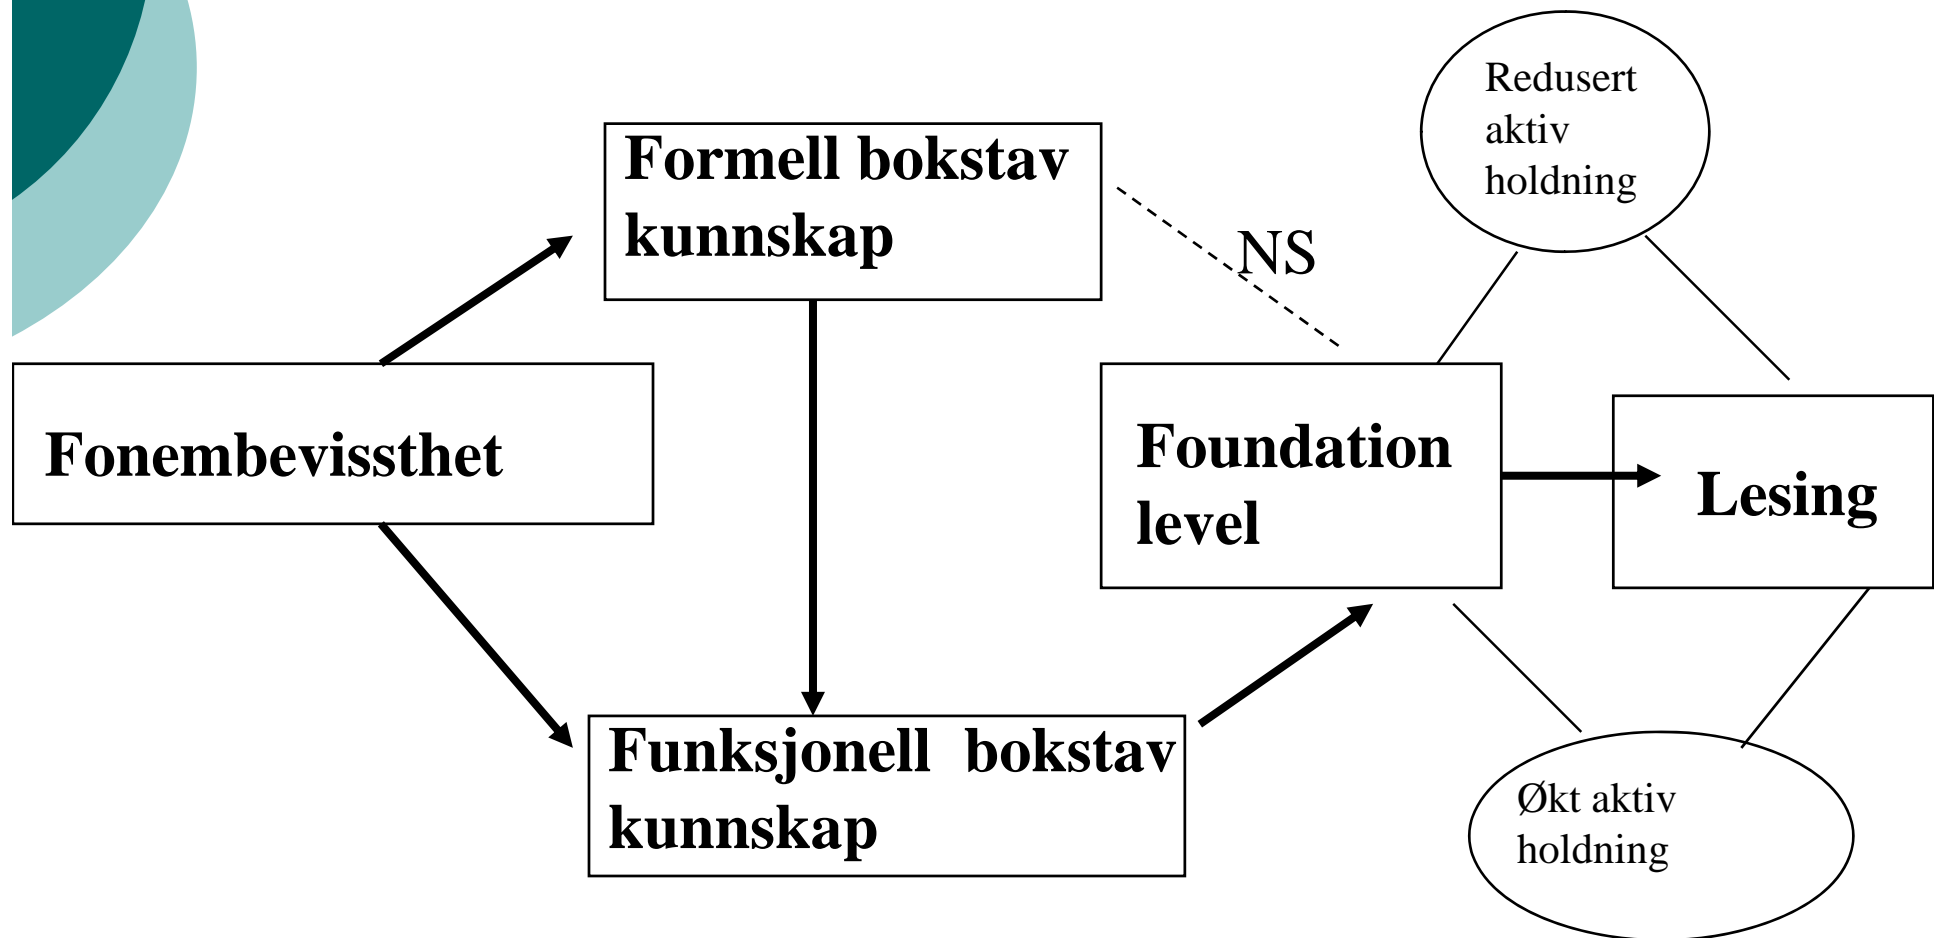 Redusert
aktiv
holdning
Formell bokstav
kunnskap
NS
Fonembevissthet
Foundation
level
Lesing
Funksjonell bokstav
kunnskap
Økt aktiv
holdning